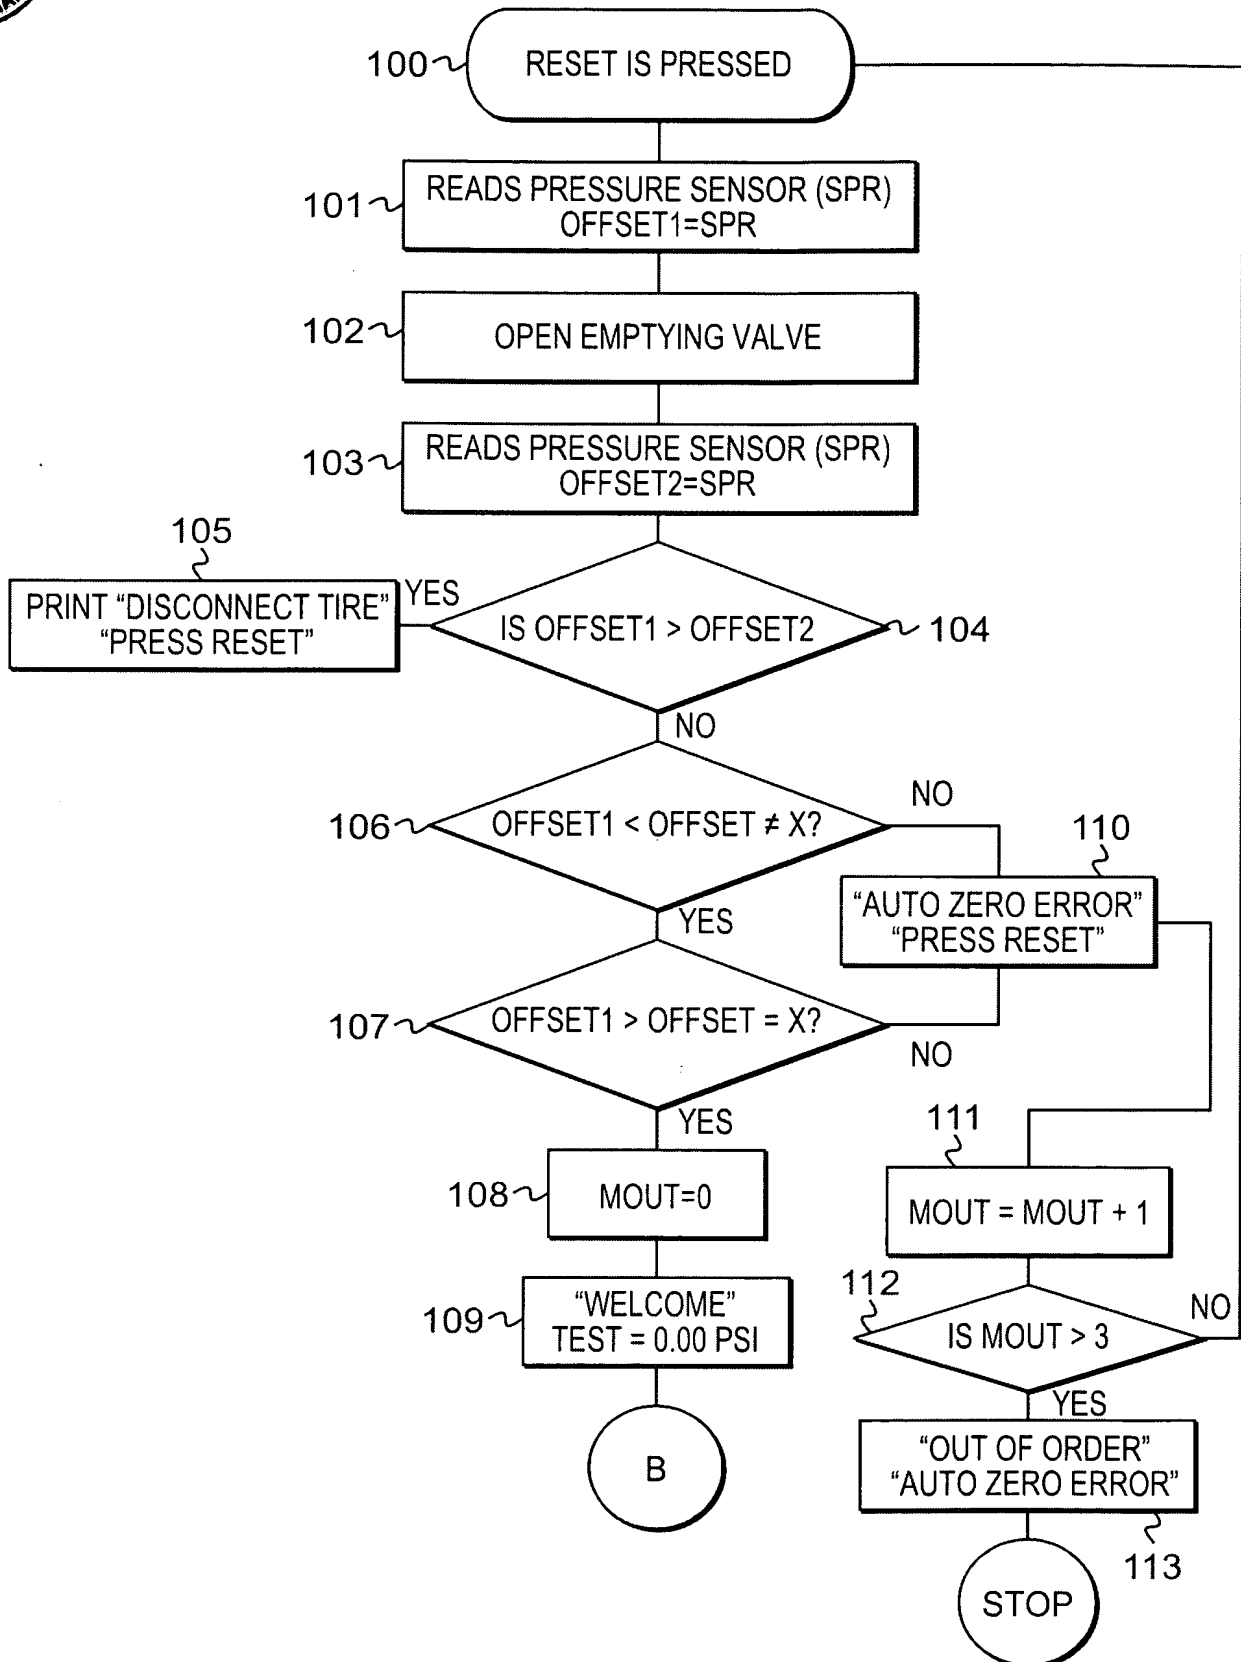 100
RESET IS PRESSED
101
READS PRESSURE SENSOR (SPR)
OFFSET1=SPR
102
OPEN EMPTYING VALVE
103
READS PRESSURE SENSOR (SPR)
OFFSET2=SPR
105
PRINT “DISCONNECT TIRE”
“PRESS RESET”
YES
IS OFFSET1 > OFFSET2
104
NO
106
OFFSET1 < OFFSET ≠ X?
NO
110
“AUTO ZERO ERROR”
“PRESS RESET”
YES
107
OFFSET1 > OFFSET = X?
NO
YES
108
MOUT=0
111
MOUT = MOUT + 1
109
“WELCOME”
TEST = 0.00 PSI
112
IS MOUT > 3
NO
YES
B
“OUT OF ORDER”
“AUTO ZERO ERROR”
113
STOP